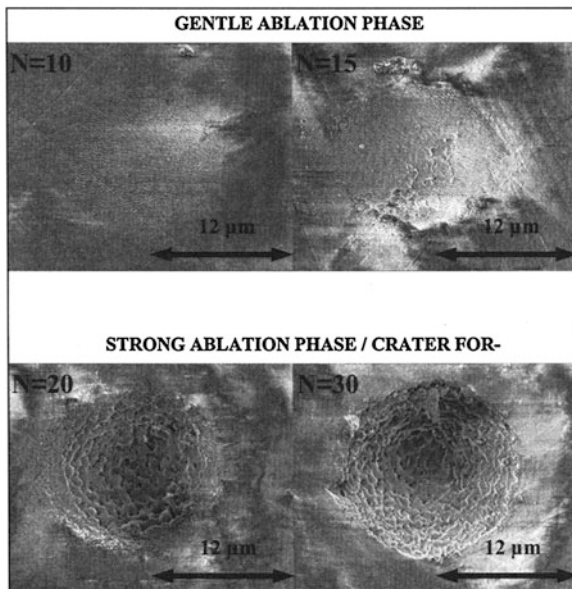 GENTLE ABLATION PHASE
N=10 N=15
12 µm 12 µm
STRONG ABLATION PHASE / CRATER FOR-
N=20 N=30
12 µm 12 µm